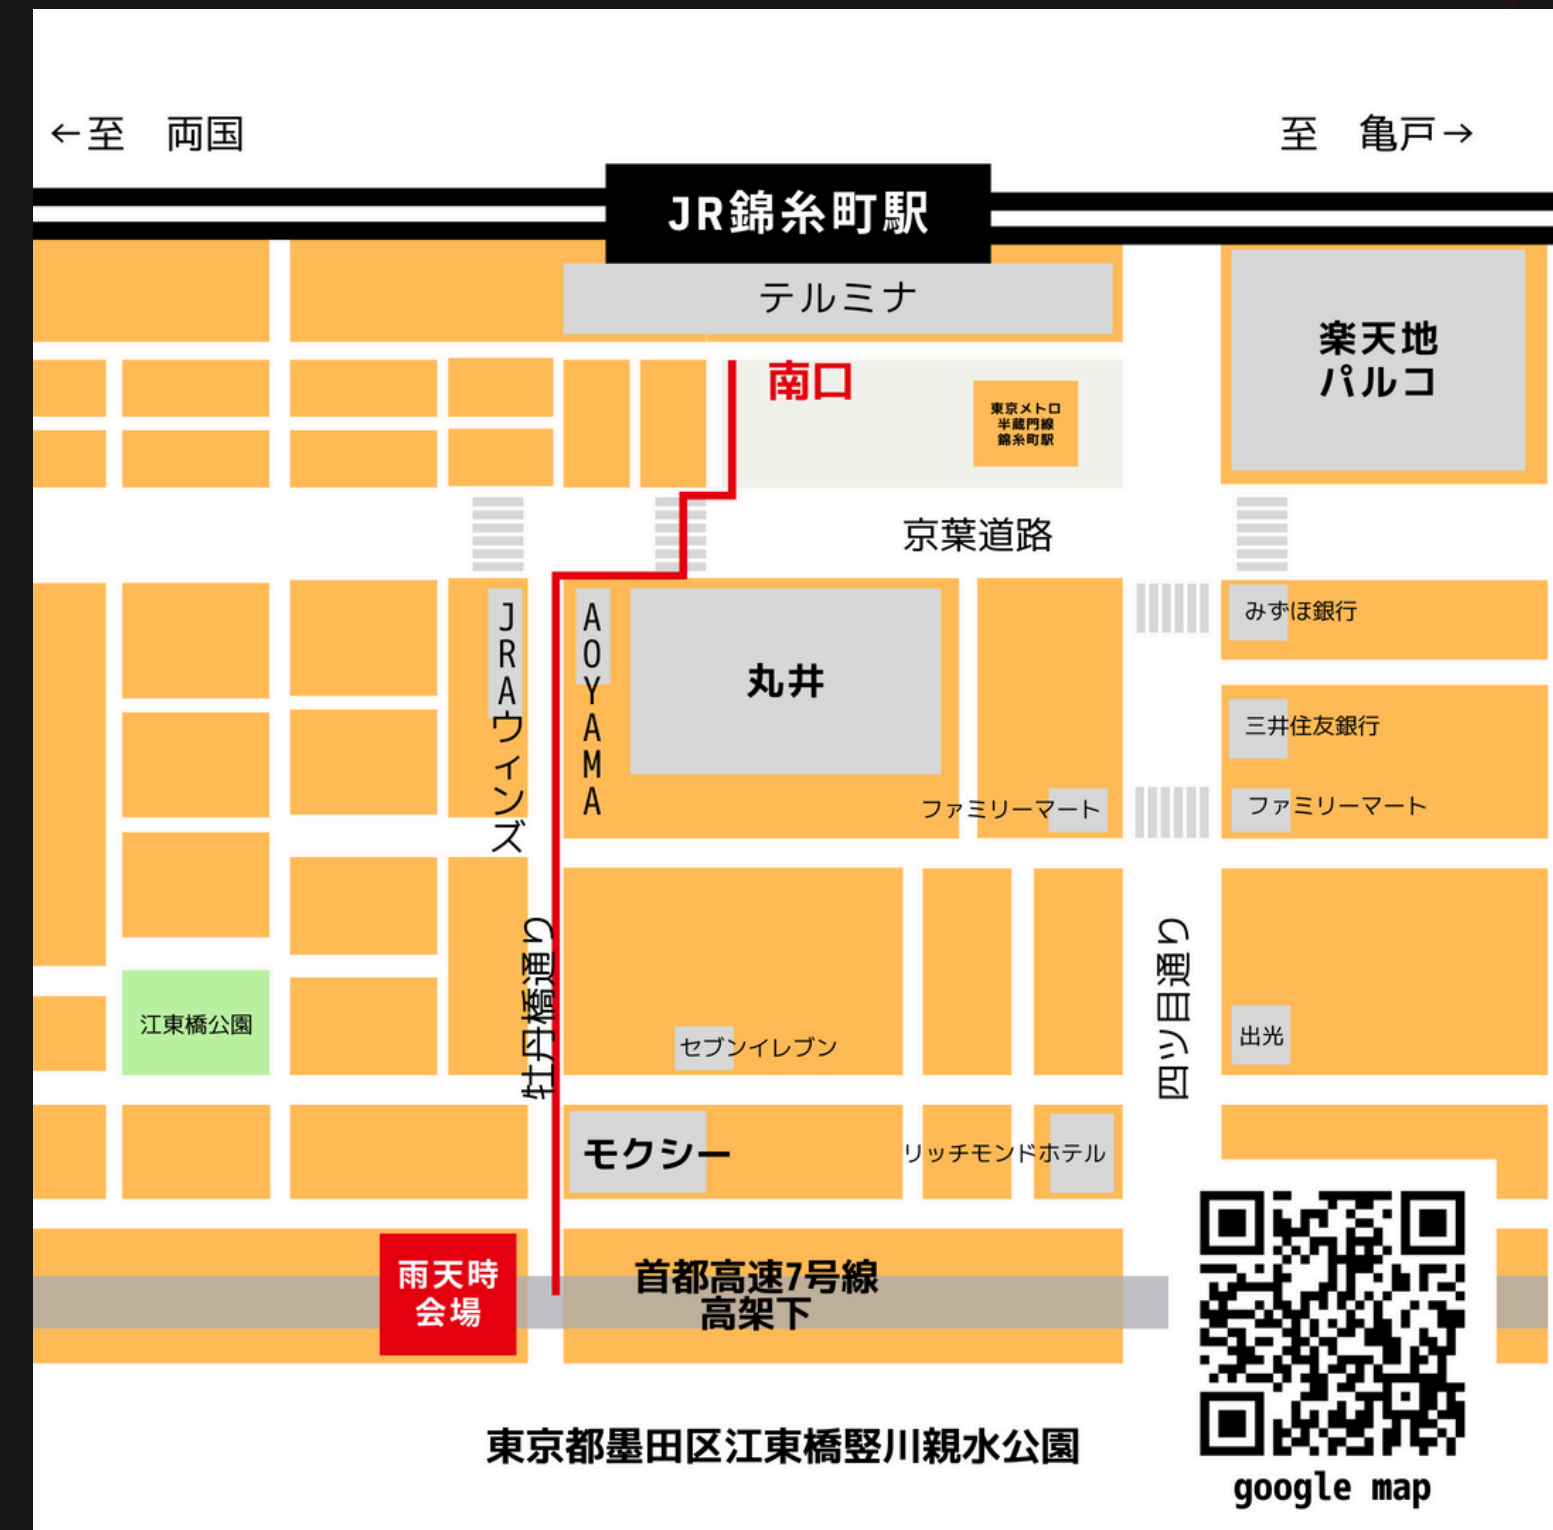 ←至 両国
至 亀戸→
JR錦糸町駅
テルミナ
楽天地
パルコ
南口
東京メトロ
半蔵門線
錦糸町駅
京葉道路
JRAウィンズ
AOYAMA
丸井
みずほ銀行
三井住友銀行
ファミリーマート
ファミリーマート
牡丹橋通り
四ツ目通り
江東橋公園
セブンイレブン
出光
モクシー
リッチモンドホテル
雨天時
会場
首都高速7号線
高架下
東京都墨田区江東橋竪川親水公園
google map